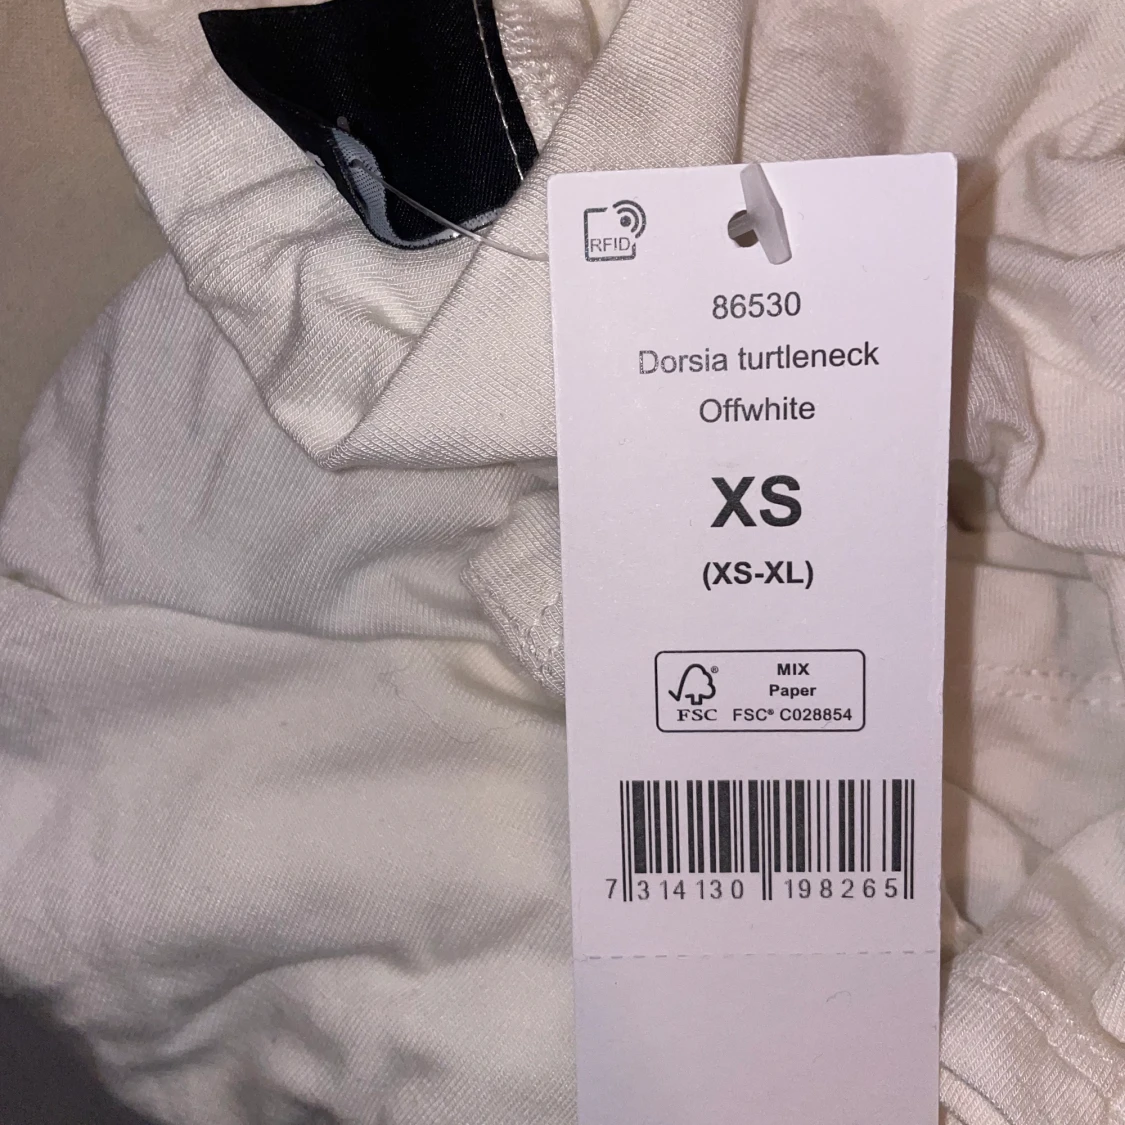 RFID
86530
Dorsia turtleneck
Offwhite
XS
(XS-XL)
MIX
Paper
FSC® C028854
FSC
7 314130 198265